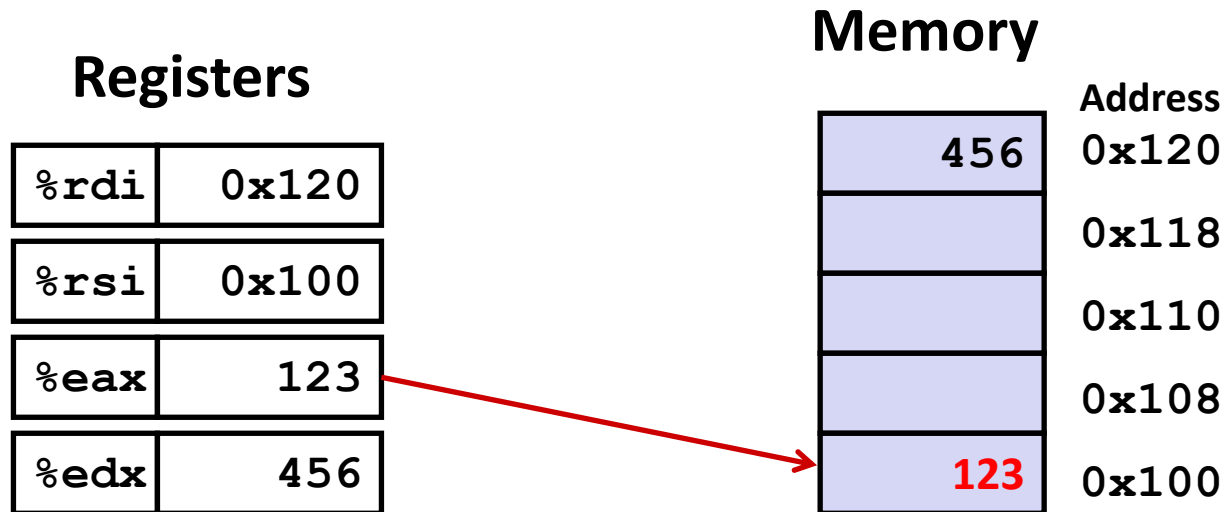 Registers
%rdi 0x120
%rsi 0x100
%eax 123
%edx 456
Memory
Address
456 0x120
0x118
0x110
0x108
123 0x100